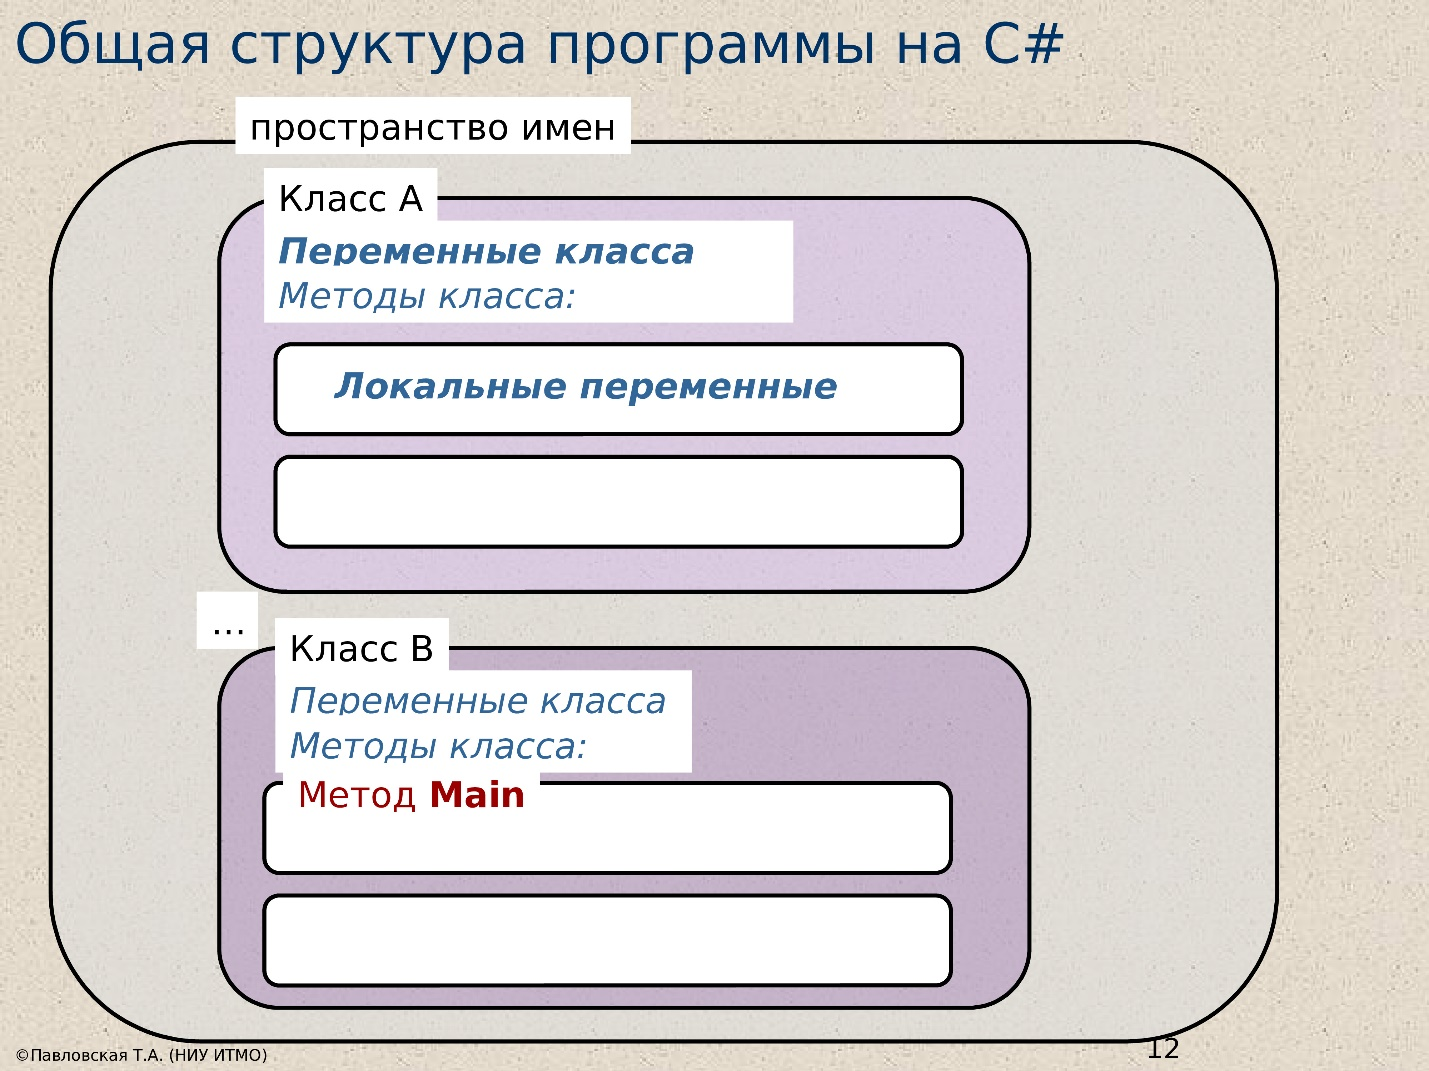 Общая структура программы на C#
пространство имен
Класс А
Переменные класса
Методы класса:
Локальные переменные
...
Класс В
Переменные класса
Методы класса:
Метод Main
©Павловская Т.А. (НИУ ИТМО)
12